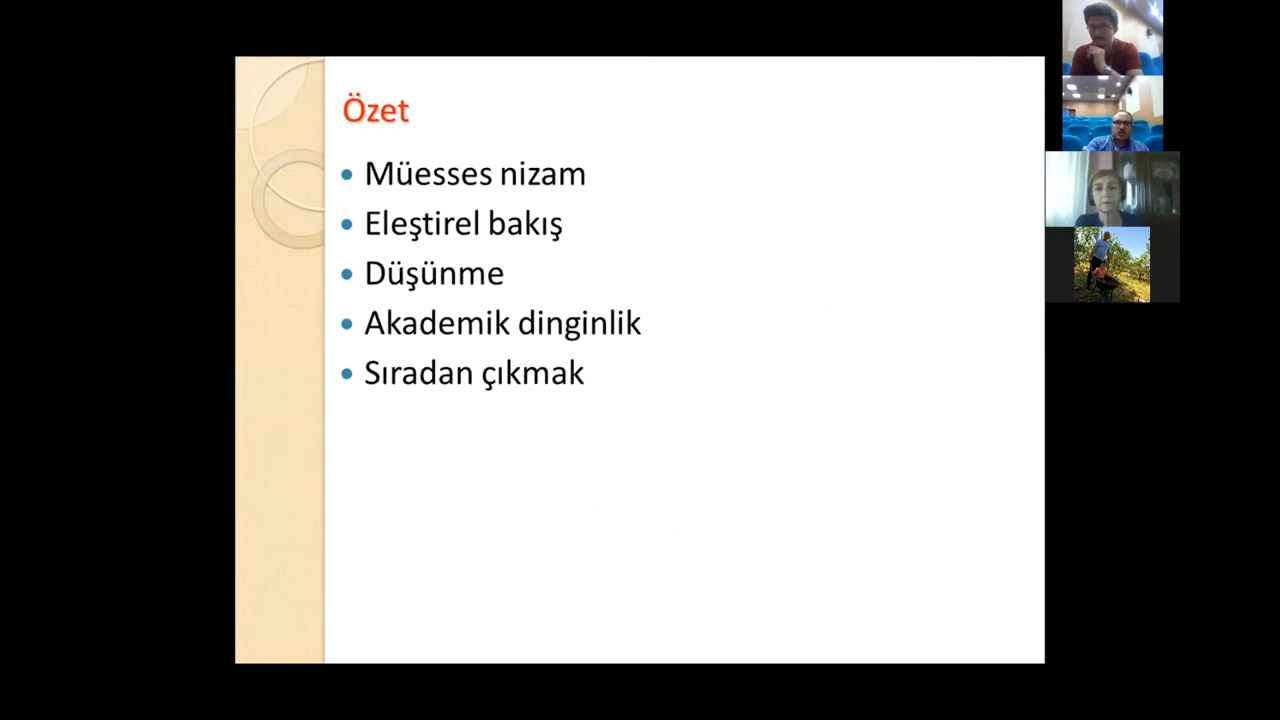 Özet
Müesses nizam
Eleştirel bakış
Düşünme
Akademik dinginlik
Sıradan çıkmak